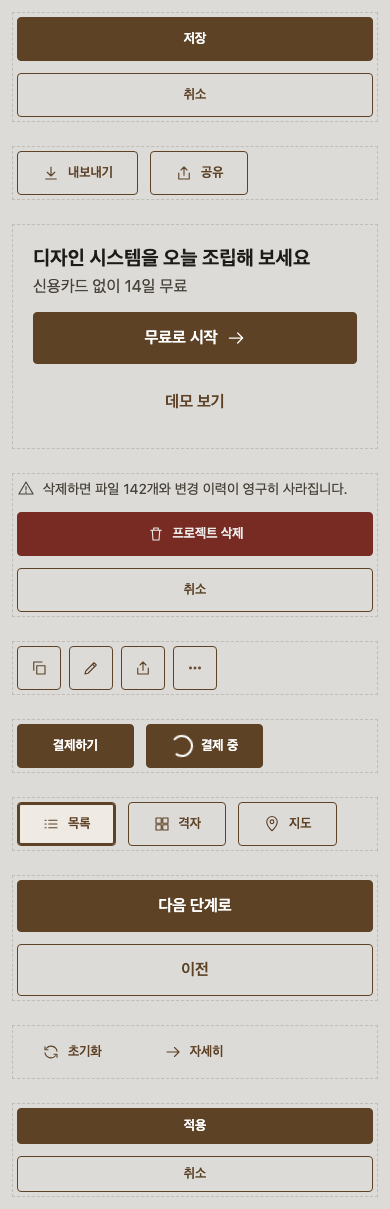 저장
취소
내보내기
공유
디자인 시스템을 오늘 조립해 보세요
신용카드 없이 14일 무료
무료로 시작
데모 보기
삭제하면 파일 142개와 변경 이력이 영구히 사라집니다.
프로젝트 삭제
취소
결제하기
결제 중
목록
격자
지도
다음 단계로
이전
초기화
자세히
적용
취소